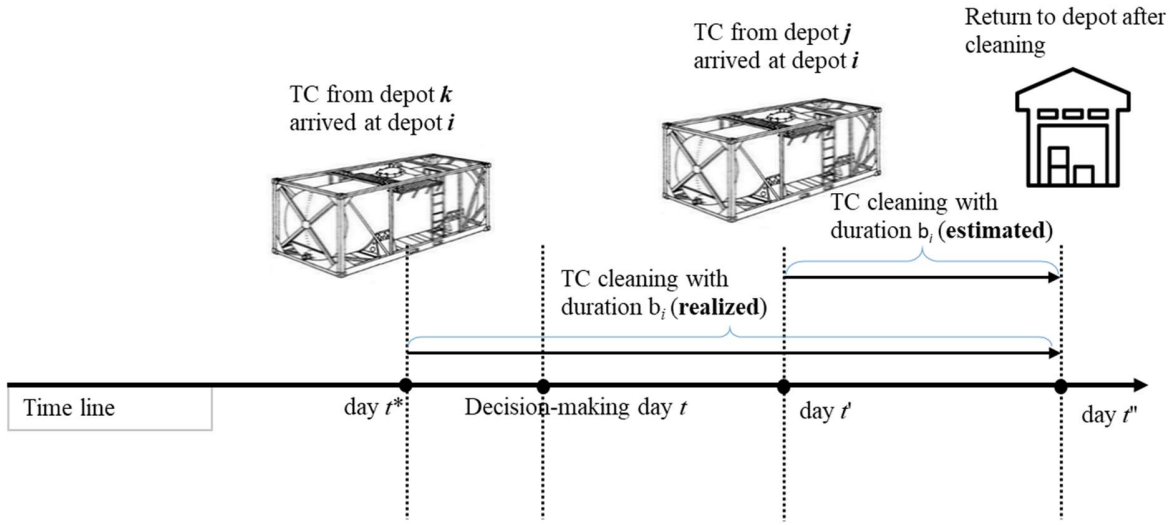 Return to depot after
cleaning
TC from depot j
arrived at depot i
TC from depot k
arrived at depot i
TC cleaning with
duration bᵢ (estimated)
TC cleaning with
duration bᵢ (realized)
Time line
day t*
Decision-making day t
day t'
day t"